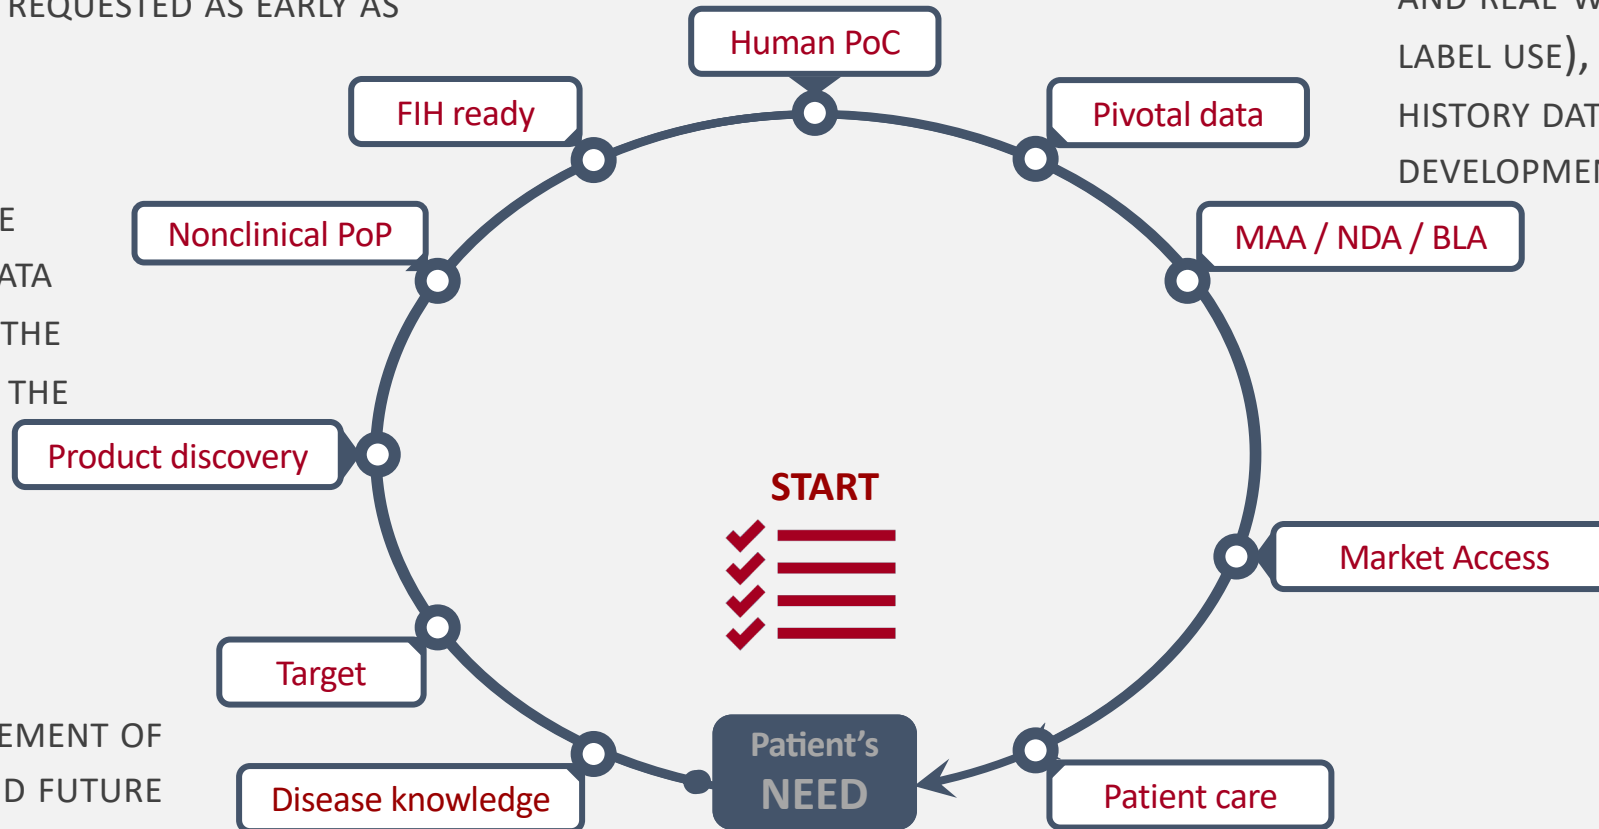 REQUESTED AS EARLY AS
LABEL USE),
HISTORY DAT
DEVELOPMEN
E
ATA
THE
THE
EMENT OF
D FUTURE
Human PoC
FIH ready
Pivotal data
Nonclinical PoP
MAA / NDA / BLA
Product discovery
START
Market Access
Target
Disease knowledge
Patient's
NEED
Patient care